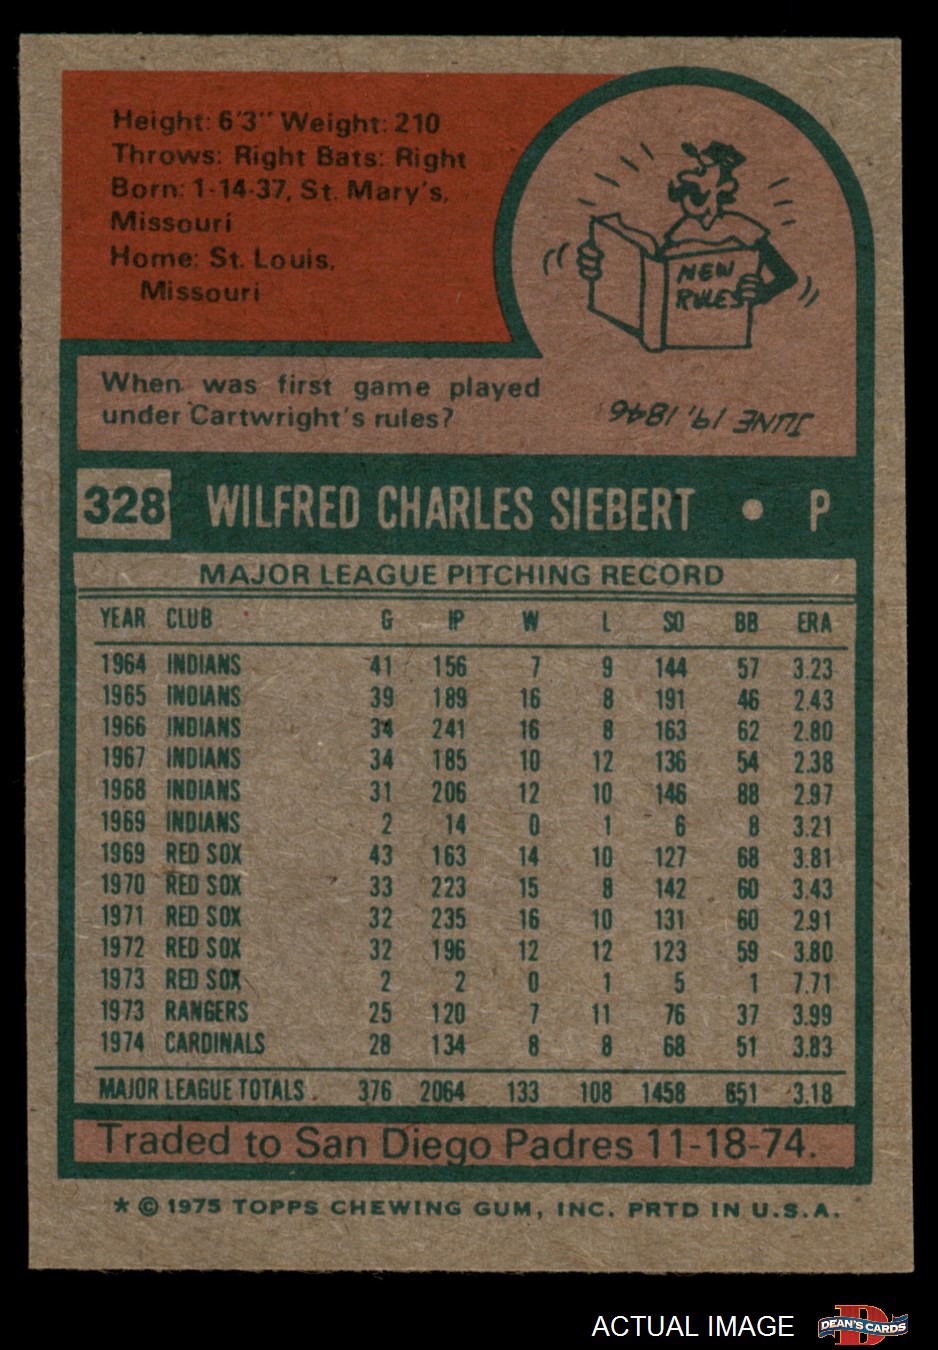 Height: 6'3" Weight: 210
Throws: Right Bats: Right
Born: 1-14-37, St. Mary's,
Missouri
Home: St. Louis,
Missouri
NEW
RULES
When was first game played
under Cartwright's rules?
JUNE 19, 1846
328 WILFRED CHARLES SIEBERT • P
MAJOR LEAGUE PITCHING RECORD
YEAR CLUB G IP W L SO BB ERA
1964 INDIANS 41 156 7 9 144 57 3.23
1965 INDIANS 39 189 16 8 191 46 2.43
1966 INDIANS 34 241 16 8 163 62 2.80
1967 INDIANS 34 185 10 12 136 54 2.38
1968 INDIANS 31 206 12 10 146 88 2.97
1969 INDIANS 2 14 0 1 6 8 3.21
1969 RED SOX 43 163 14 10 127 68 3.81
1970 RED SOX 33 223 15 8 142 60 3.43
1971 RED SOX 32 235 16 10 131 60 2.91
1972 RED SOX 32 196 12 12 123 59 3.80
1973 RED SOX 2 2 0 1 5 1 7.71
1973 RANGERS 25 120 7 11 76 37 3.99
1974 CARDINALS 28 134 8 8 68 51 3.83
MAJOR LEAGUE TOTALS 376 2064 133 108 1458 651 3.18
Traded to San Diego Padres 11-18-74.
* © 1975 TOPPS CHEWING GUM, INC. PRTD IN U.S.A.
ACTUAL IMAGE
DEAN'S CARDS